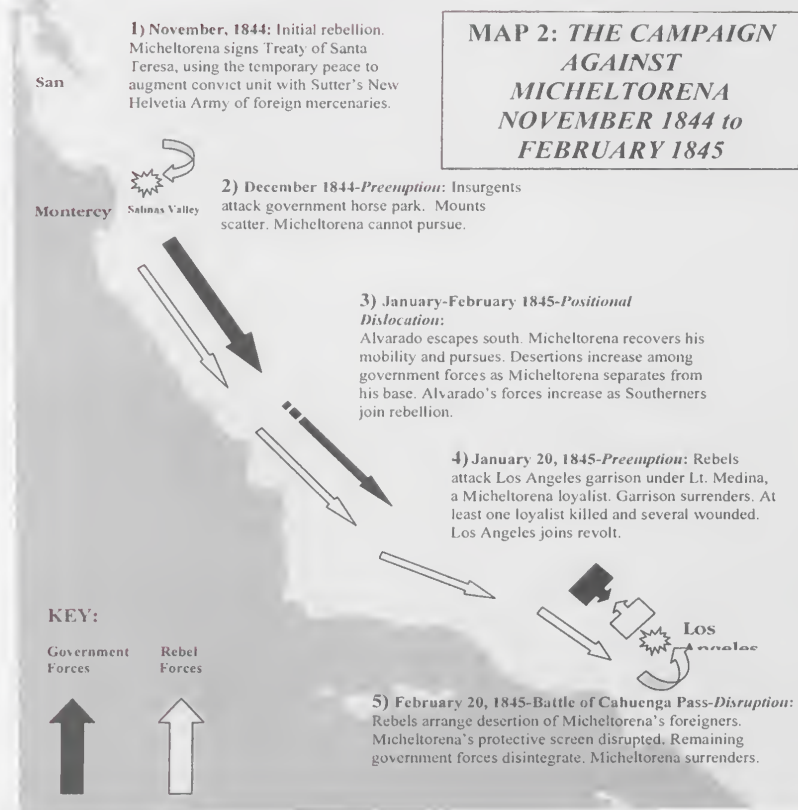 MAP 2: THE CAMPAIGN
AGAINST
MICHELTORENA
NOVEMBER 1844 to
FEBRUARY 1845
1) November, 1844: Initial rebellion.
Micheltorena signs Treaty of Santa
Teresa, using the temporary peace to
augment convict unit with Sutter's New
Helvetia Army of foreign mercenaries.
San
2) December 1844-Preemption: Insurgents
attack government horse park. Mounts
scatter. Micheltorena cannot pursue.
Monterey
Salinas Valley
3) January-February 1845-Positional
Dislocation:
Alvarado escapes south. Micheltorena recovers his
mobility and pursues. Desertions increase among
government forces as Micheltorena separates from
his base. Alvarado's forces increase as Southerners
join rebellion.
4) January 20, 1845-Preemption: Rebels
attack Los Angeles garrison under Lt. Medina,
a Micheltorena loyalist. Garrison surrenders. At
least one loyalist killed and several wounded.
Los Angeles joins revolt.
Los
Angeles
KEY:
Government
Forces
Rebel
Forces
5) February 20, 1845-Battle of Cahuenga Pass-Disruption:
Rebels arrange desertion of Micheltorena's foreigners.
Micheltorena's protective screen disrupted. Remaining
government forces disintegrate. Micheltorena surrenders.